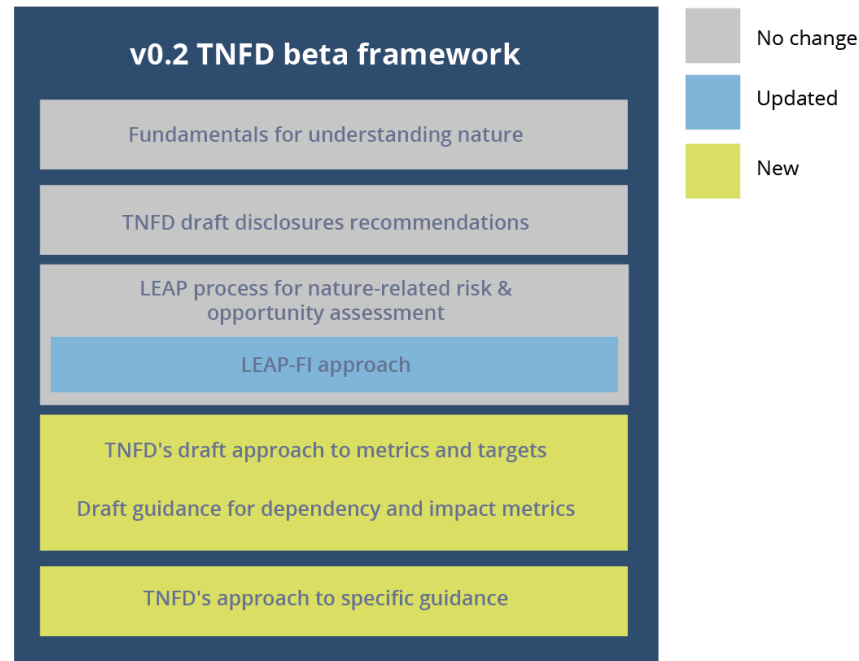 v0.2 TNFD beta framework
Fundamentals for understanding nature
TNFD draft disclosures recommendations
LEAP process for nature-related risk &
opportunity assessment
LEAP-FI approach
TNFD's draft approach to metrics and targets
Draft guidance for dependency and impact metrics
TNFD's approach to specific guidance
No change
Updated
New